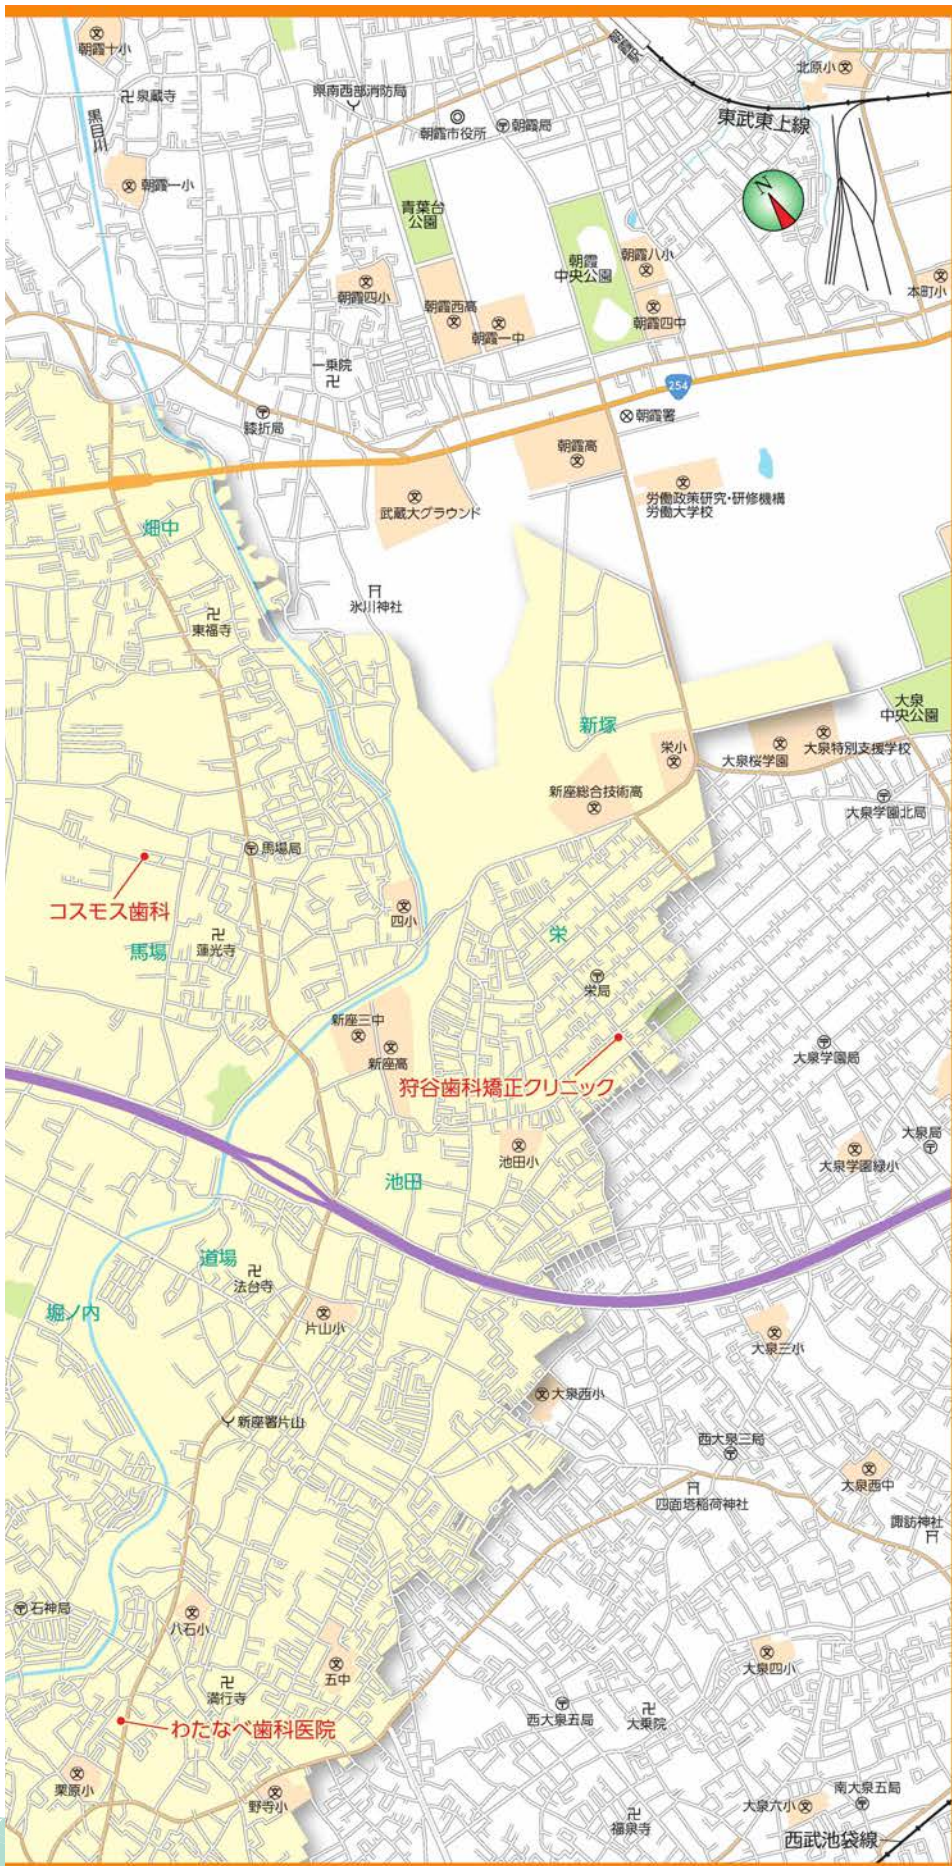 朝霞駅
朝霞十小
北原小
泉蔵寺
県南西部消防局
黒目川
朝霞市役所
朝霞局
東武東上線
朝霞一小
N
青葉台
公園
朝霞
中央公園
朝霞八小
朝霞四小
朝霞西高
朝霞一中
朝霞四中
本町小
一乗院
254
膝折局
朝霞署
朝霞高
武蔵大グラウンド
労働政策研究・研修機構
労働大学校
畑中
氷川神社
東福寺
大泉
中央公園
新塚
栄小
大泉桜学園
大泉特別支援学校
新座総合技術高
大泉学園北局
馬場局
コスモス歯科
四小
馬場
蓮光寺
栄
栄局
新座三中
新座高
大泉学園局
狩谷歯科矯正クリニック
大泉局
池田小
大泉学園緑小
池田
道場
法台寺
堀ノ内
片山小
大泉三小
大泉西小
新座署片山
西大泉三局
大泉西中
四面塔稲荷神社
諏訪神社
石神局
八石小
大泉四小
五中
満行寺
西大泉五局
大乗院
わたなべ歯科医院
栗原小
野寺小
南大泉五局
大泉六小
福泉寺
西武池袋線